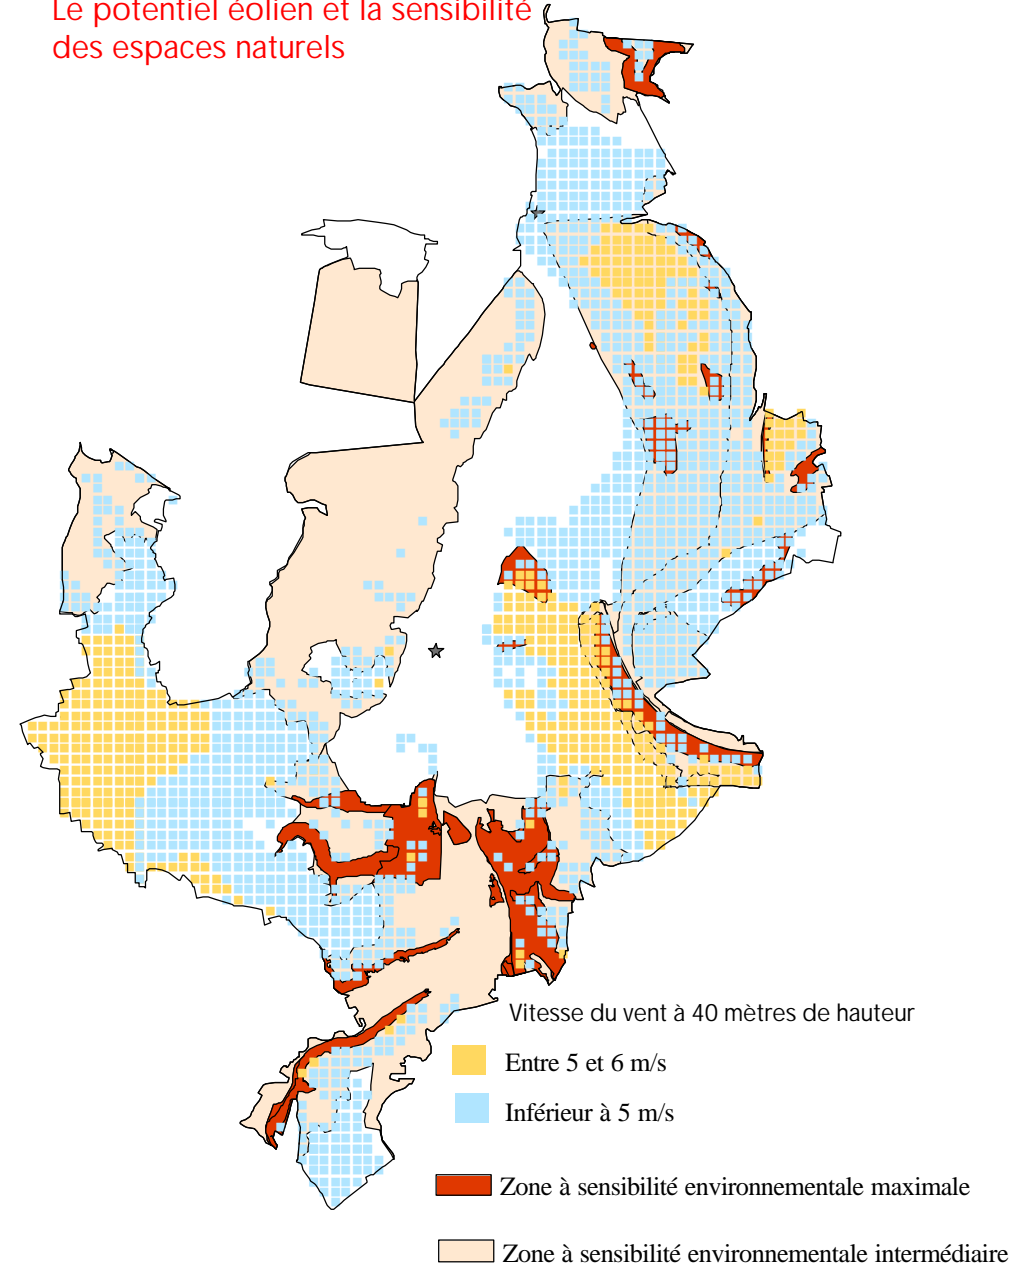 Le potentiel éolien et la sensibilité
des espaces naturels
Vitesse du vent à 40 mètres de hauteur
Entre 5 et 6 m/s
Inférieur à 5 m/s
Zone à sensibilité environnementale maximale
Zone à sensibilité environnementale intermédiaire